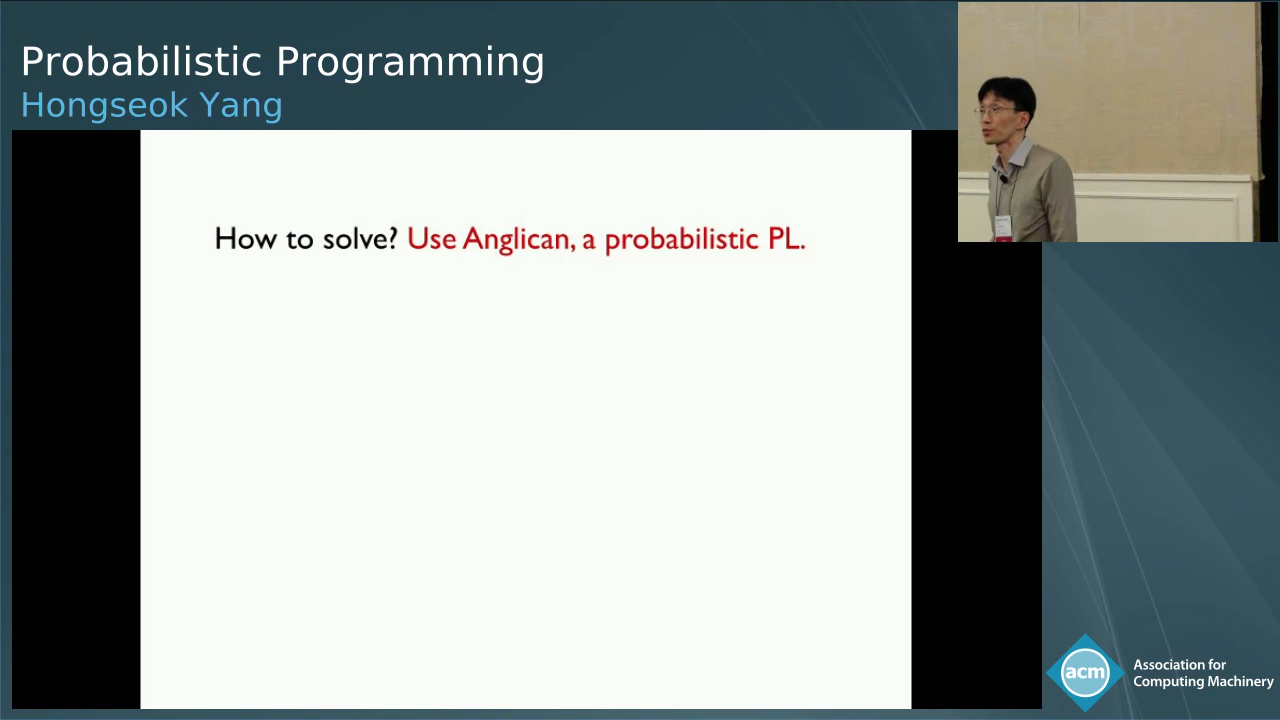 Probabilistic Programming
Hongseok Yang
How to solve? Use Anglican, a probabilistic PL.
acm
Association for
Computing Machinery